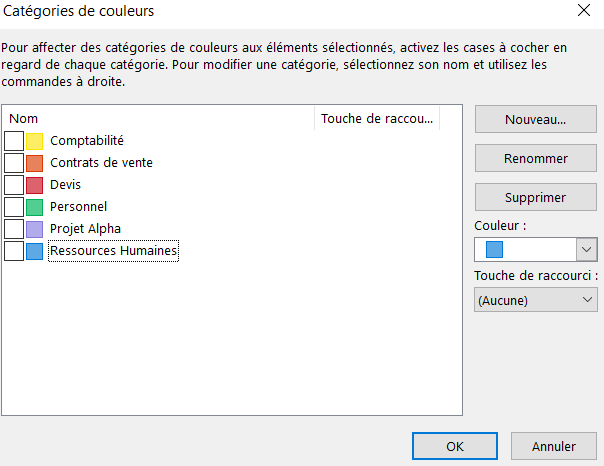 Catégories de couleurs
Pour affecter des catégories de couleurs aux éléments sélectionnés, activez les cases à cocher en
regard de chaque catégorie. Pour modifier une catégorie, sélectionnez son nom et utilisez les
commandes à droite.
Nom Touche de raccou...
Comptabilité
Contrats de vente
Devis
Personnel
Projet Alpha
Ressources Humaines
Nouveau...
Renommer
Supprimer
Couleur :
Touche de raccourci :
(Aucune)
OK Annuler